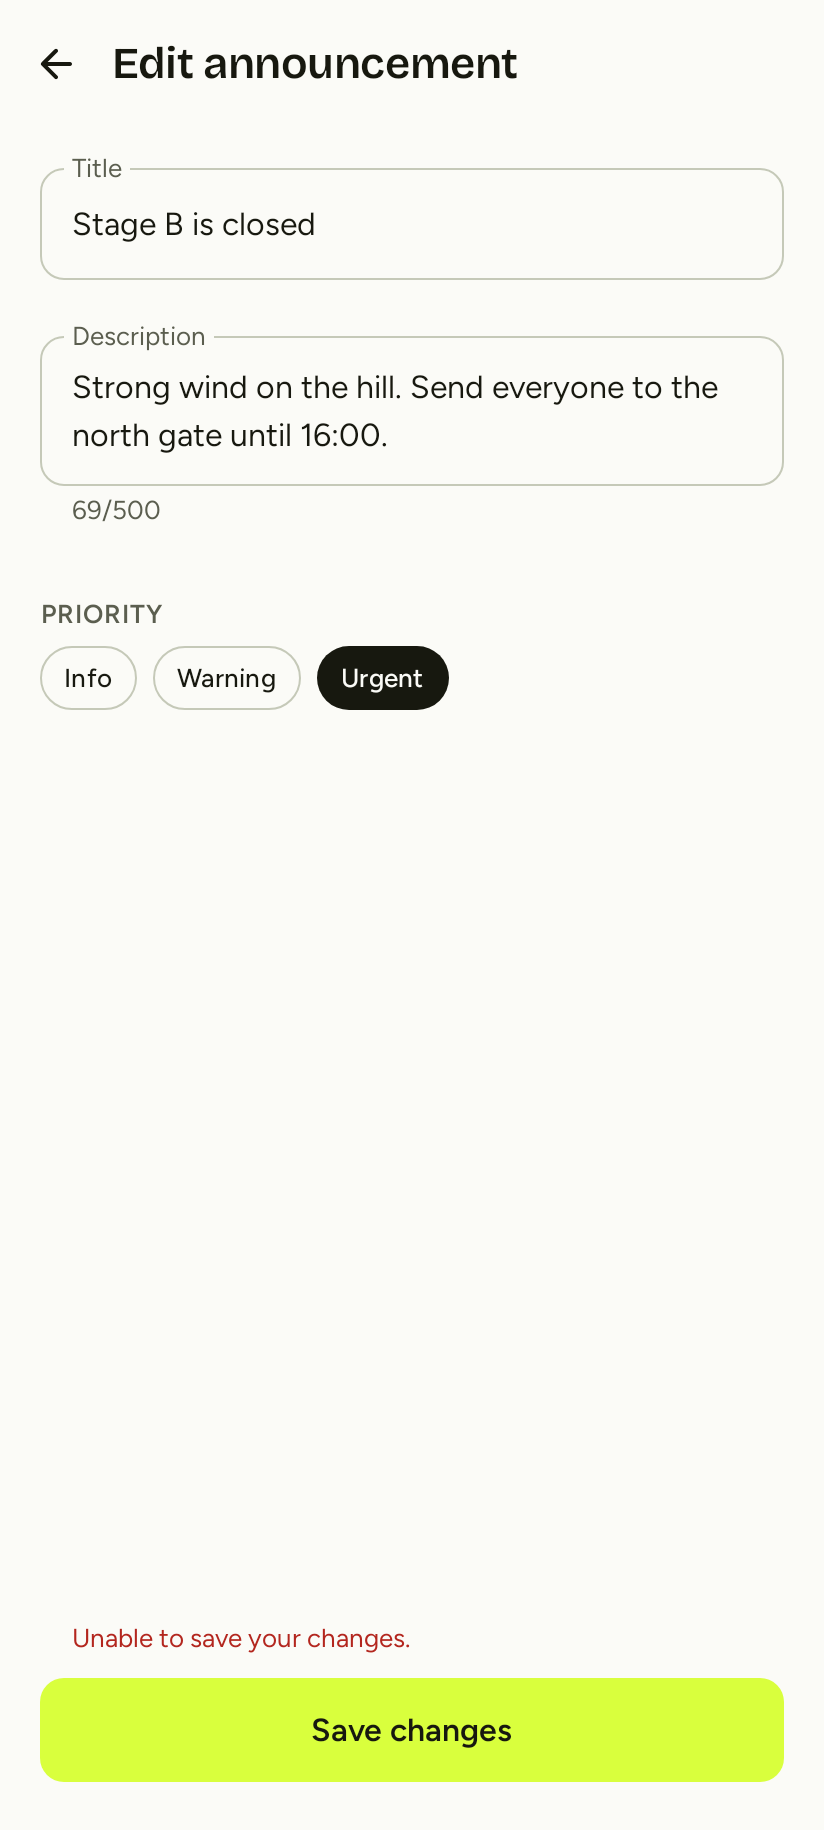 Edit announcement
Title
Stage B is closed
Description
Strong wind on the hill. Send everyone to the
north gate until 16:00.
69/500
PRIORITY
Info
Warning
Urgent
Unable to save your changes.
Save changes